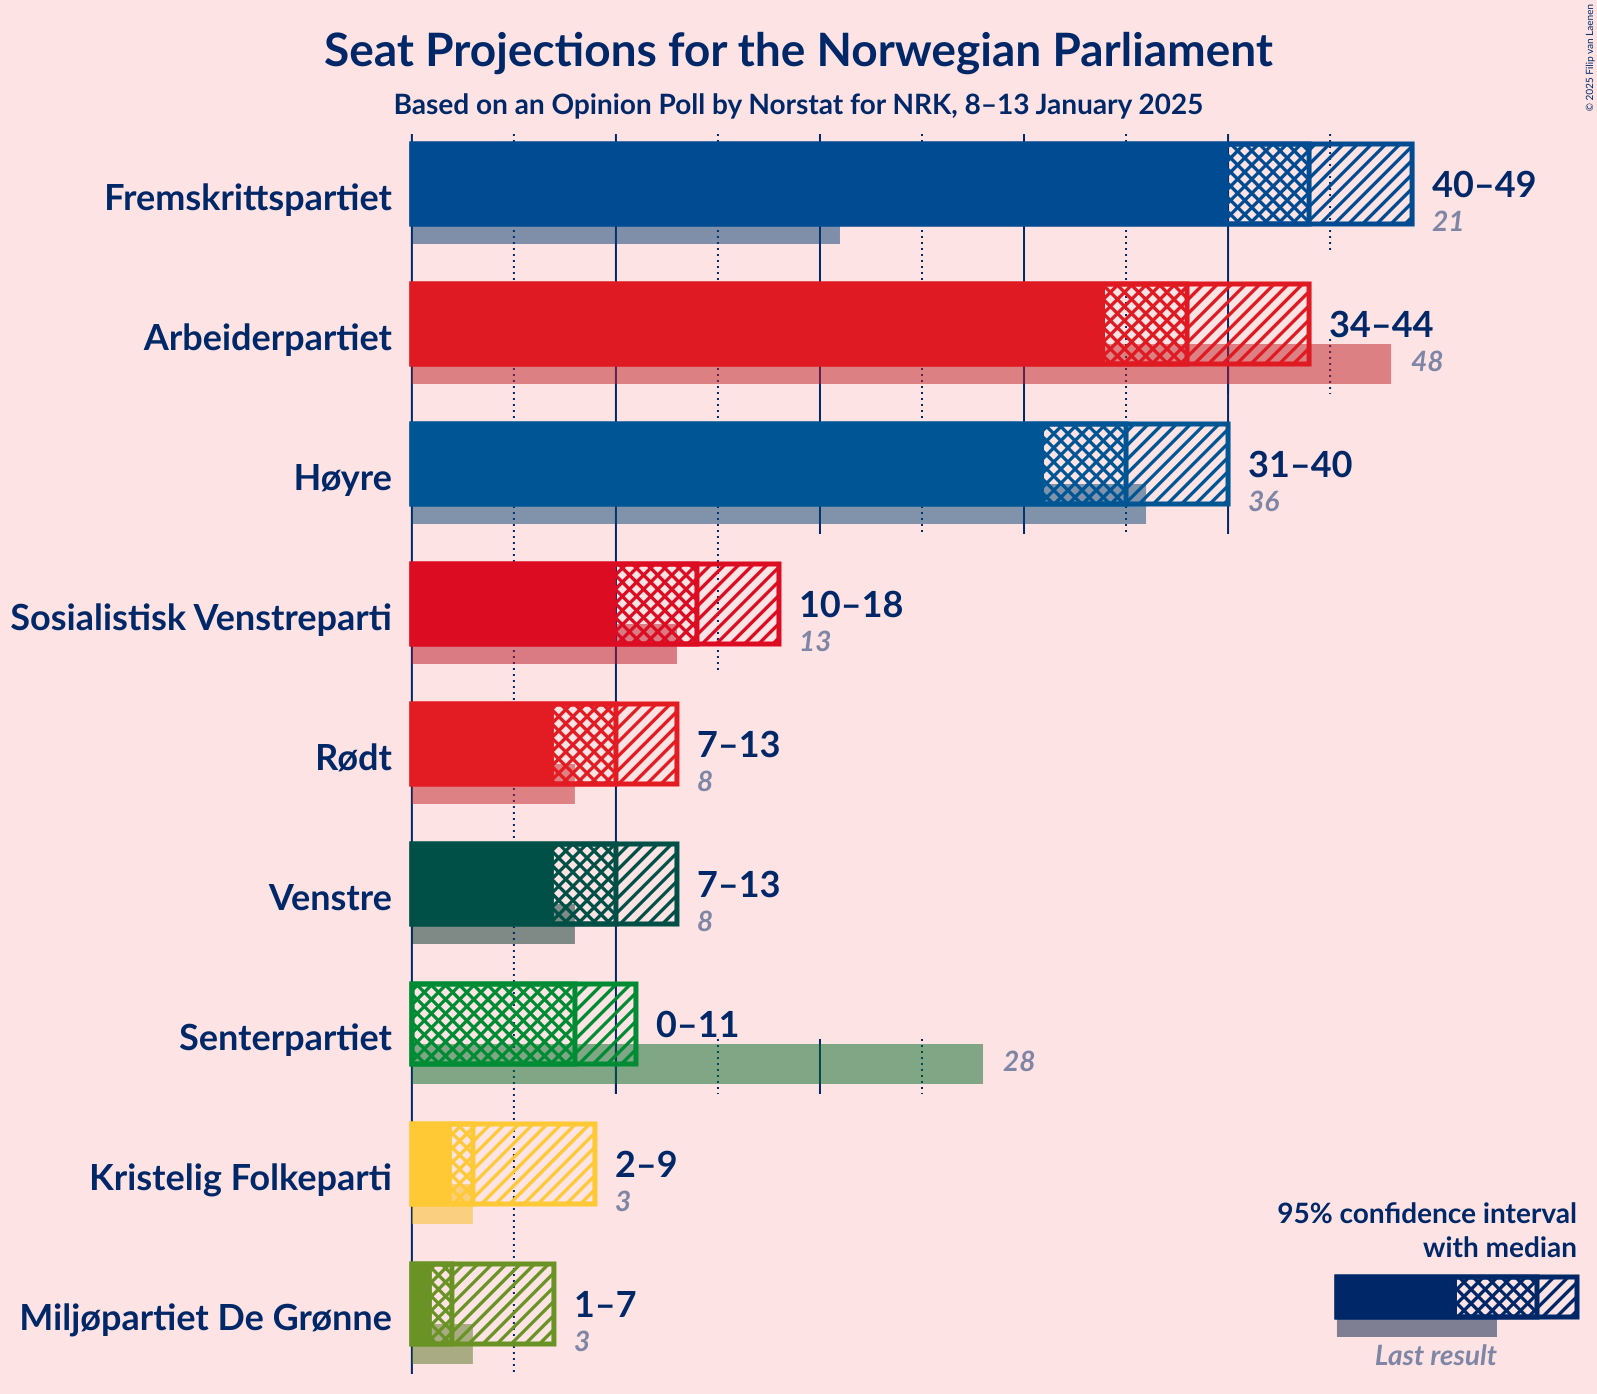 Seat Projections for the Norwegian Parliament
Based on an Opinion Poll by Norstat for NRK, 8–13 January 2025
© 2025 Filip van Laenen
Fremskrittspartiet
40–49
21
Arbeiderpartiet
34–44
48
Høyre
31–40
36
Sosialistisk Venstreparti
10–18
13
Rødt
7–13
8
Venstre
7–13
8
Senterpartiet
0–11
28
Kristelig Folkeparti
2–9
3
Miljøpartiet De Grønne
1–7
3
95% confidence interval
with median
Last result